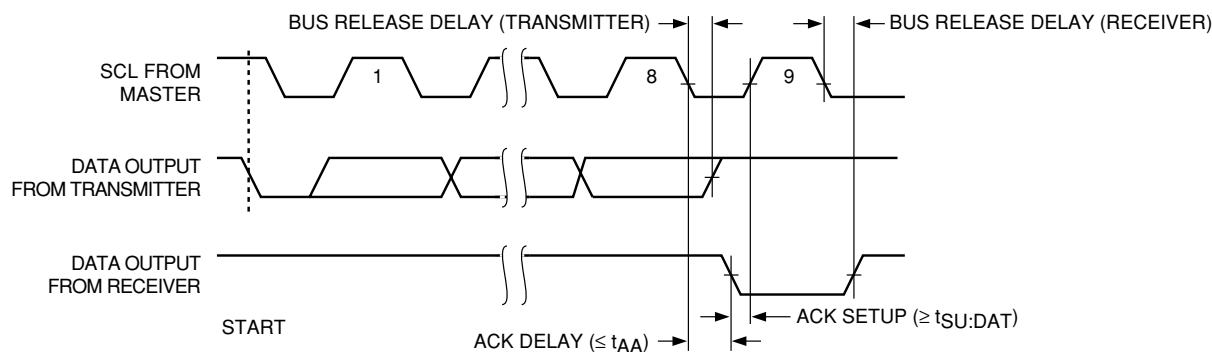 BUS RELEASE DELAY (TRANSMITTER)
BUS RELEASE DELAY (RECEIVER)
SCL FROM
MASTER
1
8
9
DATA OUTPUT
FROM TRANSMITTER
DATA OUTPUT
FROM RECEIVER
START
ACK SETUP (≥ tSU:DAT)
ACK DELAY (≤ tAA)